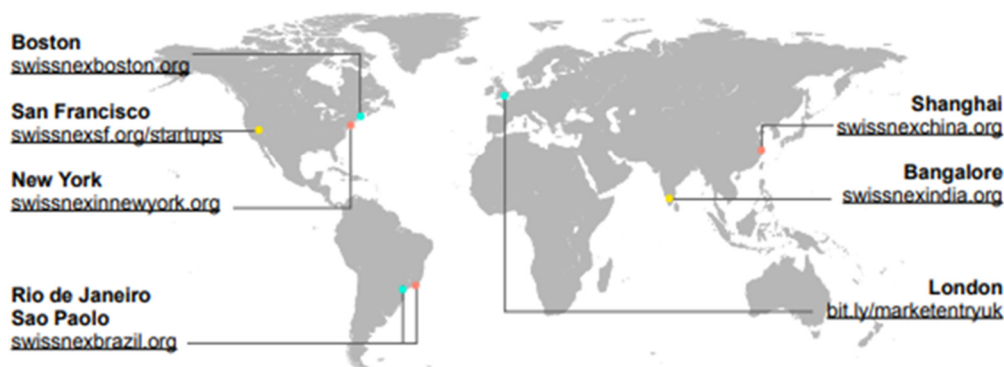 Boston
swissnexboston.org
San Francisco
swissnexsf.org/startups
New York
swissnexinnewyork.org
Rio de Janeiro
Sao Paolo
swissnexbrazil.org
Shanghai
swissnexchina.org
Bangalore
swissnexindia.org
London
bit.ly/marketentryuk